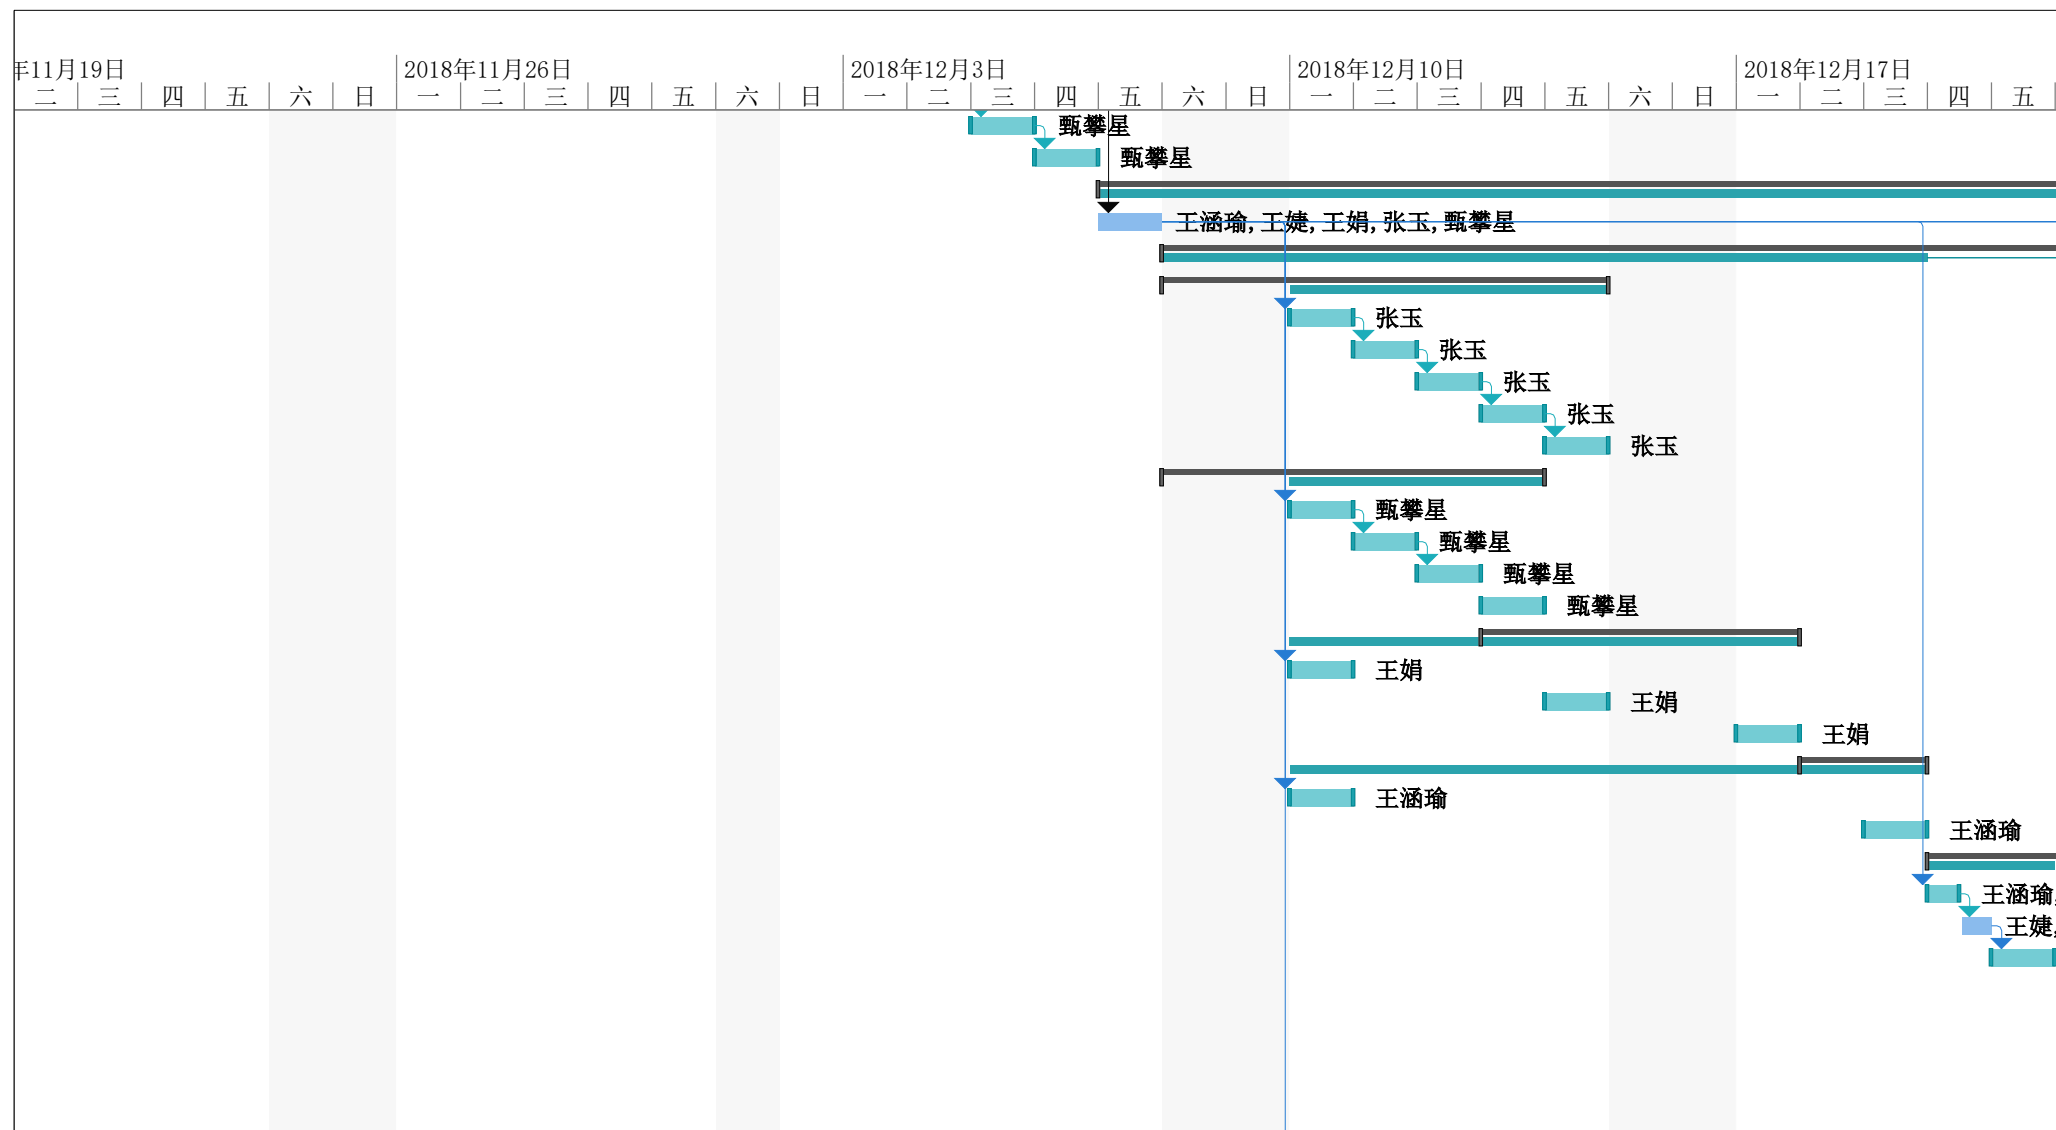 年11月19日 2018年11月26日 2018年12月3日 2018年12月10日 2018年12月17日
二 三 四 五 六 日 一 二 三 四 五 六 日 一 二 三 四 五 六 日 一 二 三 四 五 六 日 一 二 三 四 五
甄攀星
甄攀星
王涵瑜, 王婕, 王娟, 张玉, 甄攀星
张玉
张玉
张玉
张玉
张玉
甄攀星
甄攀星
甄攀星
甄攀星
王娟
王娟
王娟
王涵瑜
王涵瑜
王涵瑜,
王婕,